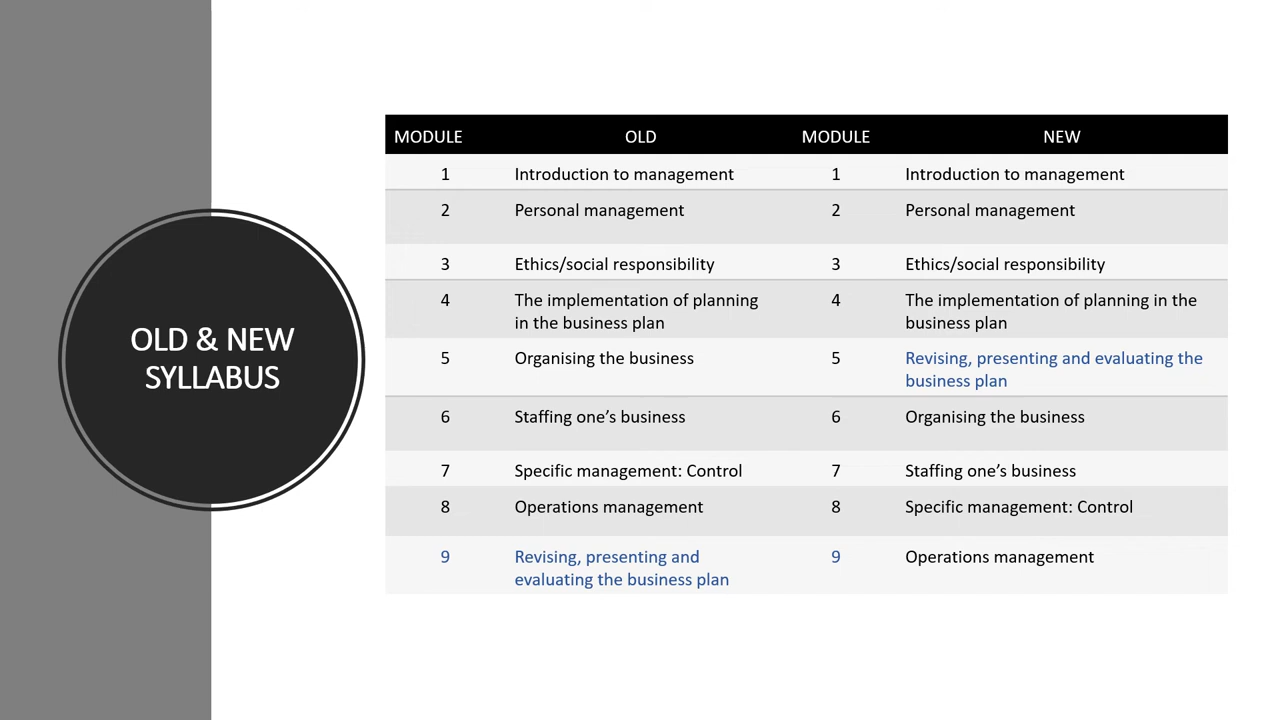 OLD & NEW
SYLLABUS
MODULE OLD MODULE NEW
1 Introduction to management 1 Introduction to management
2 Personal management 2 Personal management
3 Ethics/social responsibility 3 Ethics/social responsibility
4 The implementation of planning 4 The implementation of planning in the
in the business plan business plan
5 Organising the business 5 Revising, presenting and evaluating the
business plan
6 Staffing one’s business 6 Organising the business
7 Specific management: Control 7 Staffing one’s business
8 Operations management 8 Specific management: Control
9 Revising, presenting and 9 Operations management
evaluating the business plan